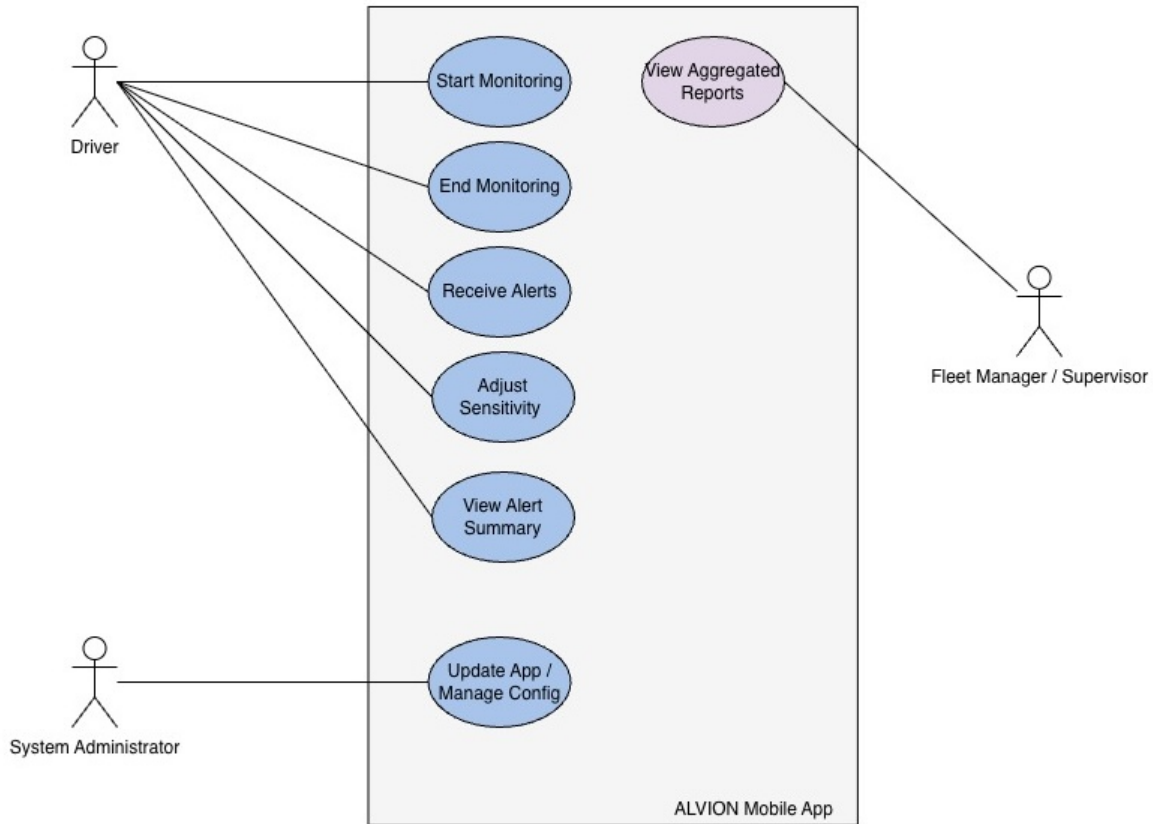 Start Monitoring
View Aggregated
Reports
Driver
End Monitoring
Receive Alerts
Adjust
Sensitivity
Fleet Manager / Supervisor
View Alert
Summary
Update App /
Manage Config
System Administrator
ALVION Mobile App